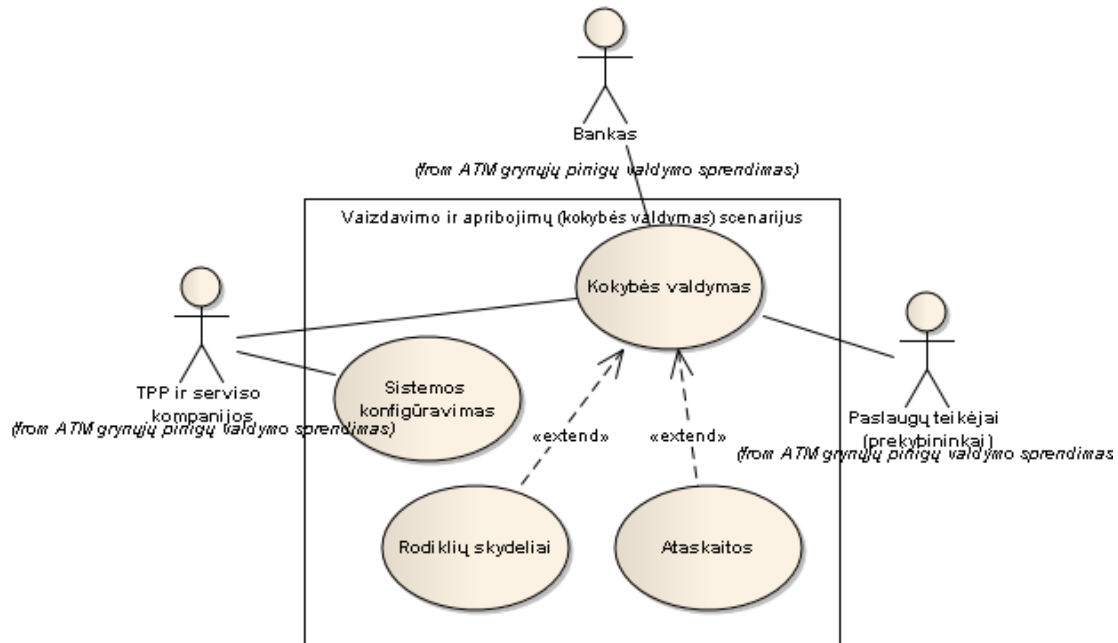 Bankas
(from ATM grynųjų pinigų valdymo sprendimas)
Vaizdavimo ir apribojimų (kokybės valdymas) scenarijus
Kokybės valdymas
TPP ir serviso
kompanijos
(from ATM grynųjų pinigų valdymo sprendimas)
Sistemos
konfigūravimas
Paslaugų teikėjai
(prekybininkai)
(from ATM grynųjų pinigų valdymo sprendimas
«extend»
«extend»
Rodiklių skydeliai
Ataskaitos